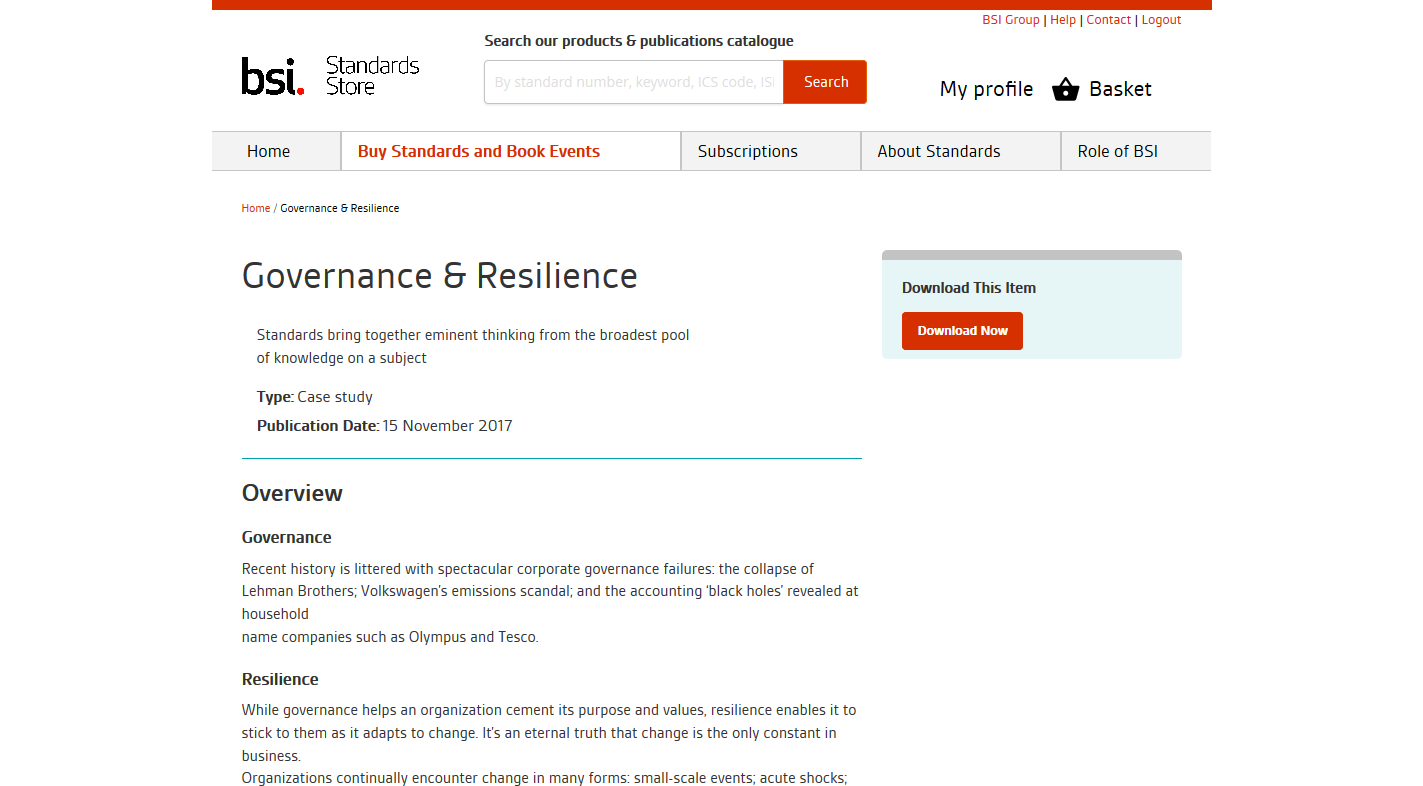 BSI Group | Help | Contact | Logout
Search our products & publications catalogue
bsi. Standards
Store
By standard number, keyword, ICS code, ISI
Search
My profile
Basket
Home
Buy Standards and Book Events
Subscriptions
About Standards
Role of BSI
Home / Governance & Resilience
Governance & Resilience
Standards bring together eminent thinking from the broadest pool
of knowledge on a subject
Type: Case study
Publication Date: 15 November 2017
Download This Item
Download Now
Overview
Governance
Recent history is littered with spectacular corporate governance failures: the collapse of
Lehman Brothers; Volkswagen’s emissions scandal; and the accounting ‘black holes’ revealed at
household
name companies such as Olympus and Tesco.
Resilience
While governance helps an organization cement its purpose and values, resilience enables it to
stick to them as it adapts to change. It’s an eternal truth that change is the only constant in
business.
Organizations continually encounter change in many forms: small-scale events; acute shocks;